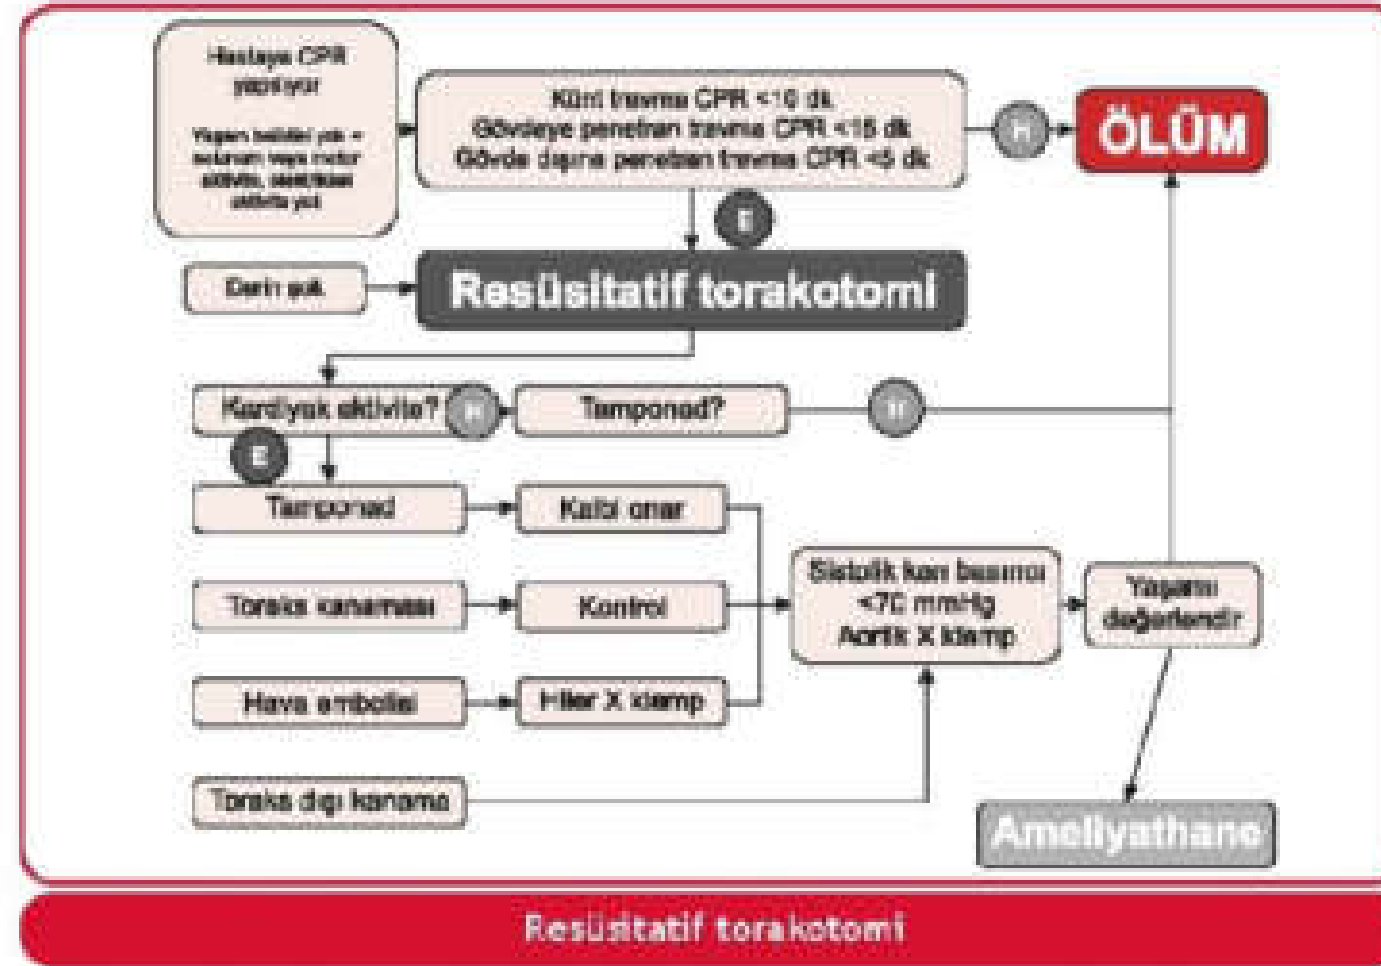 Hastaya CPR
yapılıyor
Yaşam belirtisi yok =
solunum veya motor
aktivite, elektriksel
aktivite yok
Künt travma CPR <10 dk
Gövdeye penetran travma CPR <15 dk
Gövde dışına penetran travma CPR <5 dk
H
ÖLÜM
E
Derin şok
Resüsitatif torakotomi
Kardiyak aktivite?
H
Tamponad?
H
E
Tamponad
Kalbi onar
Toraks kanaması
Kontrol
Sistolik kan basıncı
<70 mmHg
Aortik X klemp
Yaşamı
değerlendir
Hava embolisi
Hiler X klemp
Toraks dışı kanama
Ameliyathane
Resüsitatif torakotomi